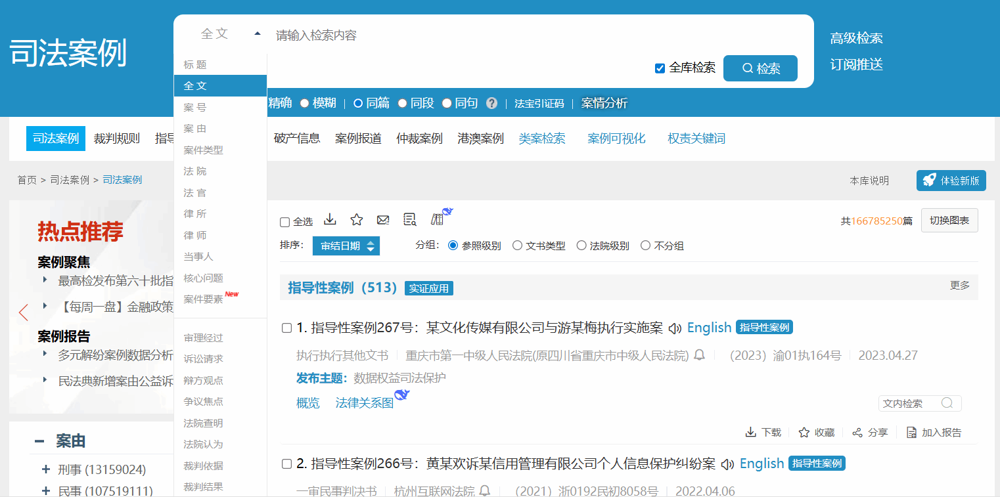 司法案例
全文
请输入检索内容
全库检索
检索
高级检索
订阅推送
标题
全文
案号
案由
案件类型
法院
法官
律所
律师
当事人
核心问题
案件要素 New
审理经过
诉讼请求
辩方观点
争议焦点
法院查明
法院认为
裁判依据
裁判结果
精确 模糊 | 同篇 同段 同句 ? | 法宝引证码 | 案情分析
司法案例 裁判规则 指导 破产信息 案例报道 仲裁案例 港澳案例 类案检索 案例可视化 权责关键词
首页 > 司法案例 > 司法案例
本库说明
体验新版
热点推荐
案例聚焦
最高检发布第六十批指
【每周一盘】金融政策
案例报告
多元解纷案例数据分析
民法典新增案由公益诉
案由
刑事 (13159024)
民事 (107519111)
全选
共166785250篇
切换图表
排序： 审结日期 分组： 参照级别 文书类型 法院级别 不分组
指导性案例（513） 实证应用
更多
1. 指导性案例267号：某文化传媒有限公司与游某梅执行实施案 English 指导性案例
执行执行其他文书 | 重庆市第一中级人民法院(原四川省重庆市中级人民法院) | （2023）渝01执164号 | 2023.04.27
发布主题：数据权益司法保护
概览 法律关系图
文内检索
下载 收藏 分享 加入报告
2. 指导性案例266号：黄某欢诉某信用管理有限公司个人信息保护纠纷案 English 指导性案例
一审民事判决书 | 杭州互联网法院 | （2021）浙0192民初8058号 | 2022.04.06